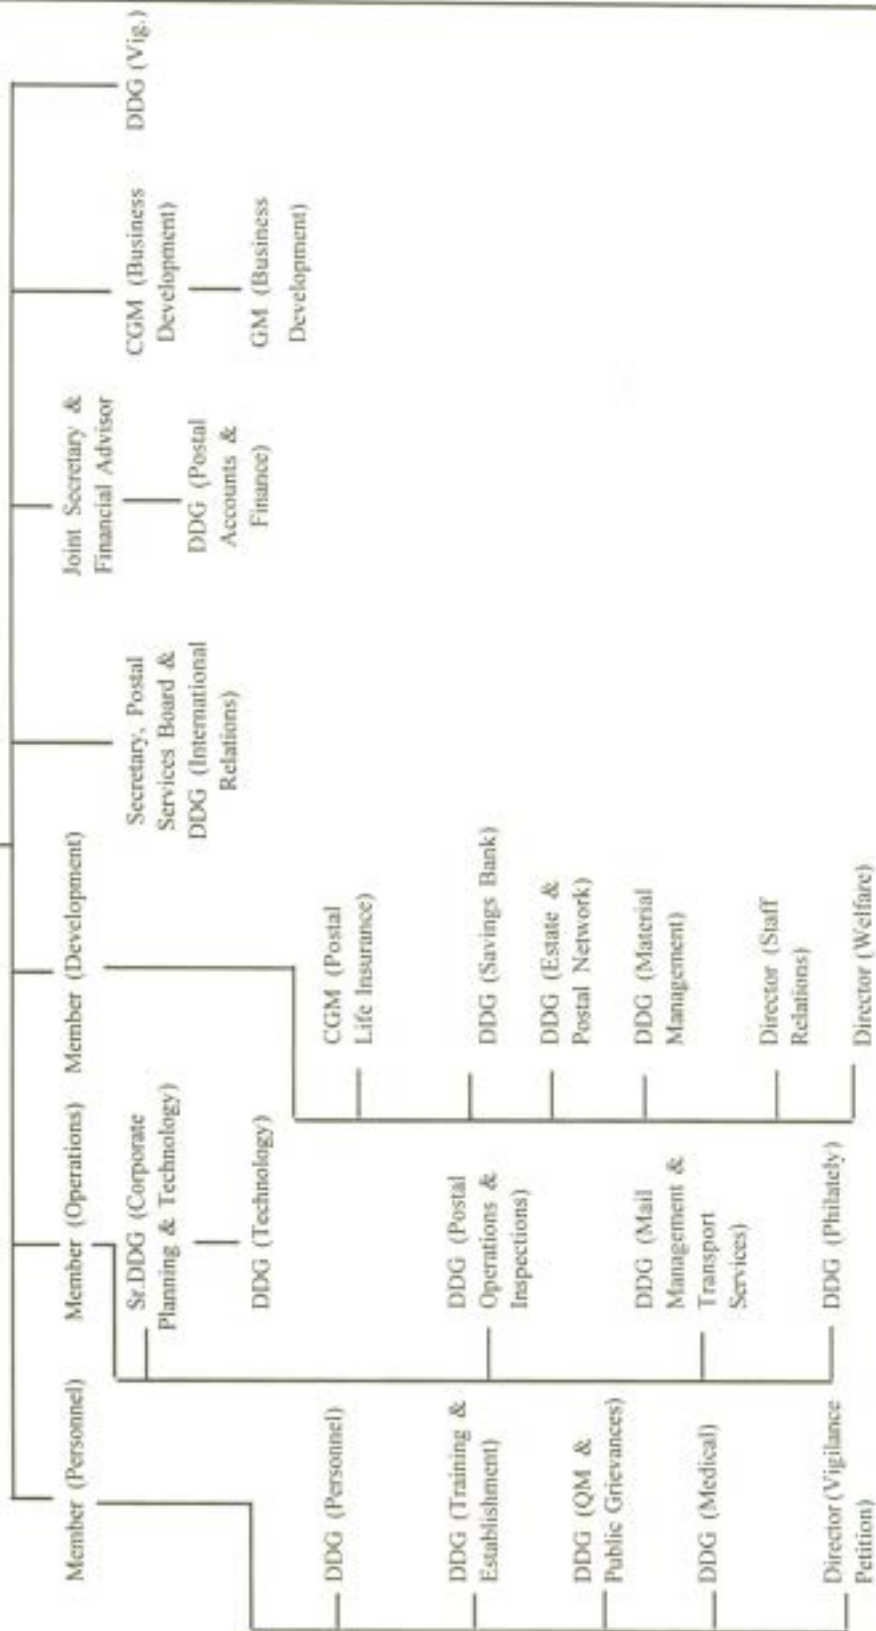 Member (Personnel)
DDG (Personnel)
DDG (Training &
Establishment)
DDG (QM &
Public Grievances)
DDG (Medical)
Director (Vigilance
Petition)
Member (Operations)
Sr.DDG (Corporate
Planning & Technology)
DDG (Technology)
DDG (Postal
Operations &
Inspections)
DDG (Mail
Management &
Transport
Services)
DDG (Philately)
Member (Development)
CGM (Postal
Life Insurance)
DDG (Savings Bank)
DDG (Estate &
Postal Network)
DDG (Material
Management)
Director (Staff
Relations)
Director (Welfare)
Secretary, Postal
Services Board &
DDG (International
Relations)
Joint Secretary &
Financial Advisor
DDG (Postal
Accounts &
Finance)
CGM (Business
Development)
GM (Business
Development)
DDG (Vig.)